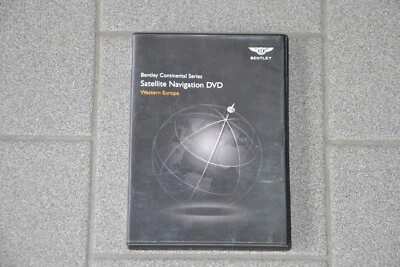 BENTLEY
Bentley Continental Series
Satellite Navigation DVD
Western Europe